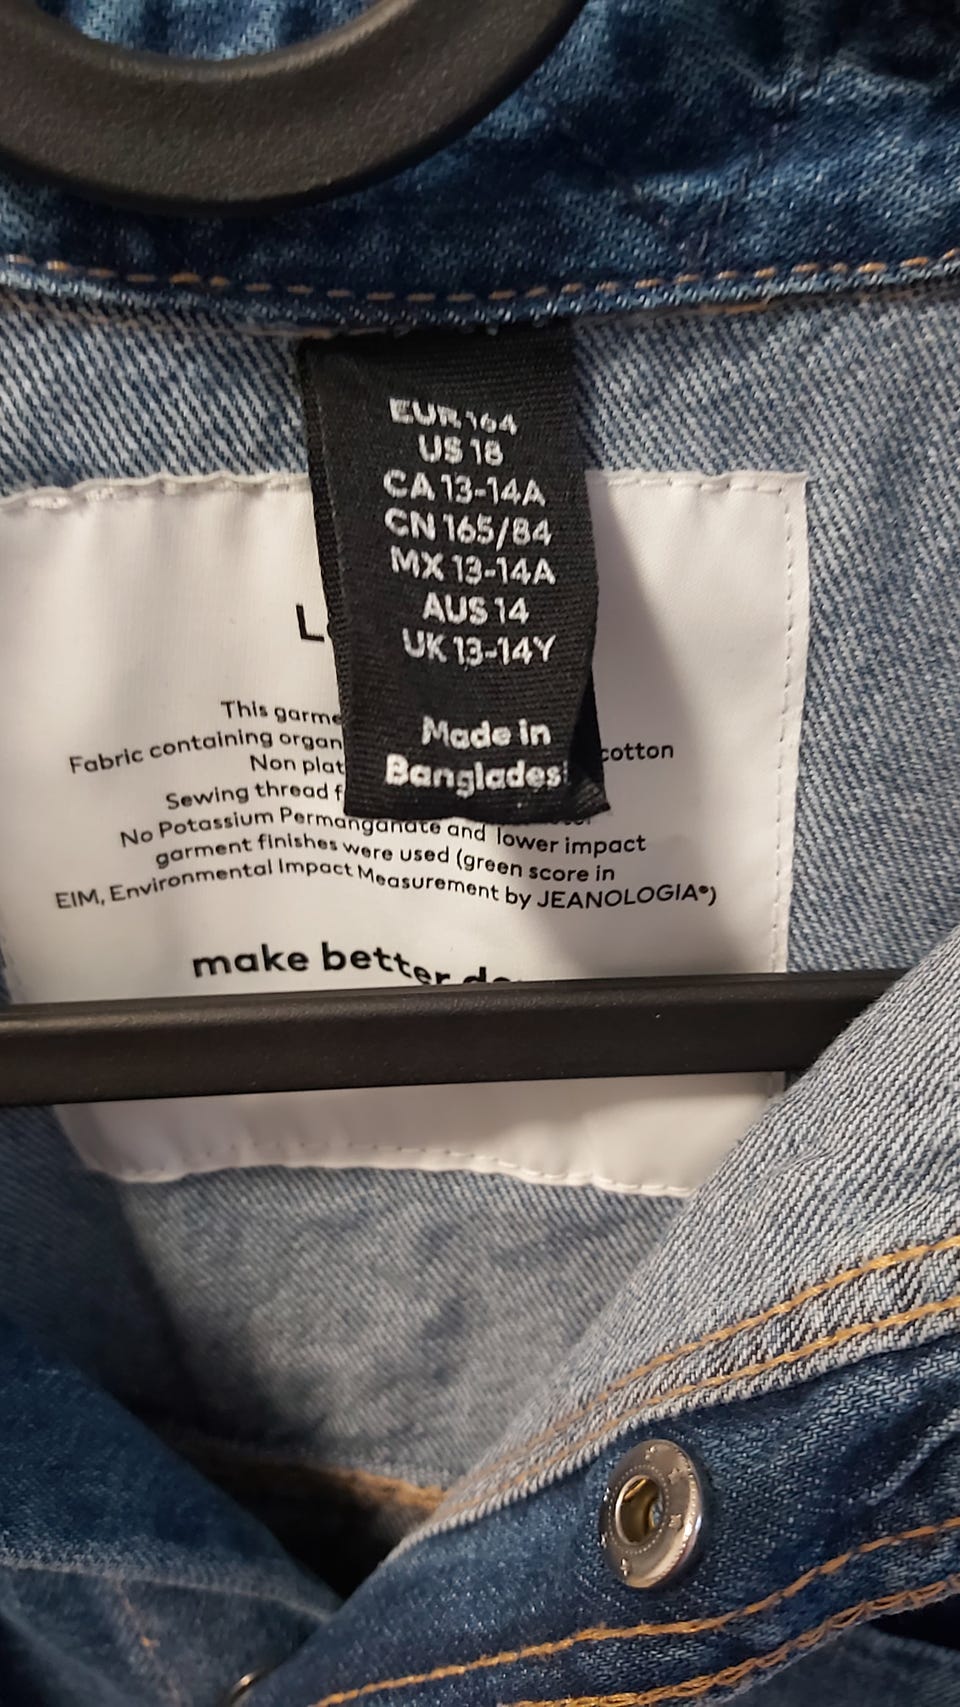 EUR 164
US 18
CA 13-14A
CN 165/84
MX 13-14A
AUS 14
UK 13-14Y
Made in
Banglades
L
This garme
Fabric containing organ cotton
Non plat
Sewing thread f
No Potassium Permanganate and lower impact
garment finishes were used (green score in
EIM, Environmental Impact Measurement by JEANOLOGIA®)
make better de